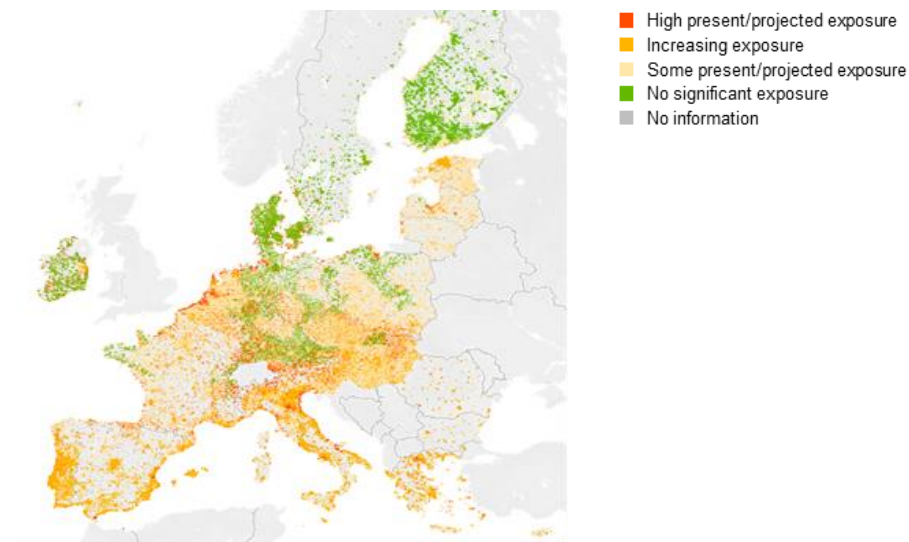 High present/projected exposure
Increasing exposure
Some present/projected exposure
No significant exposure
No information